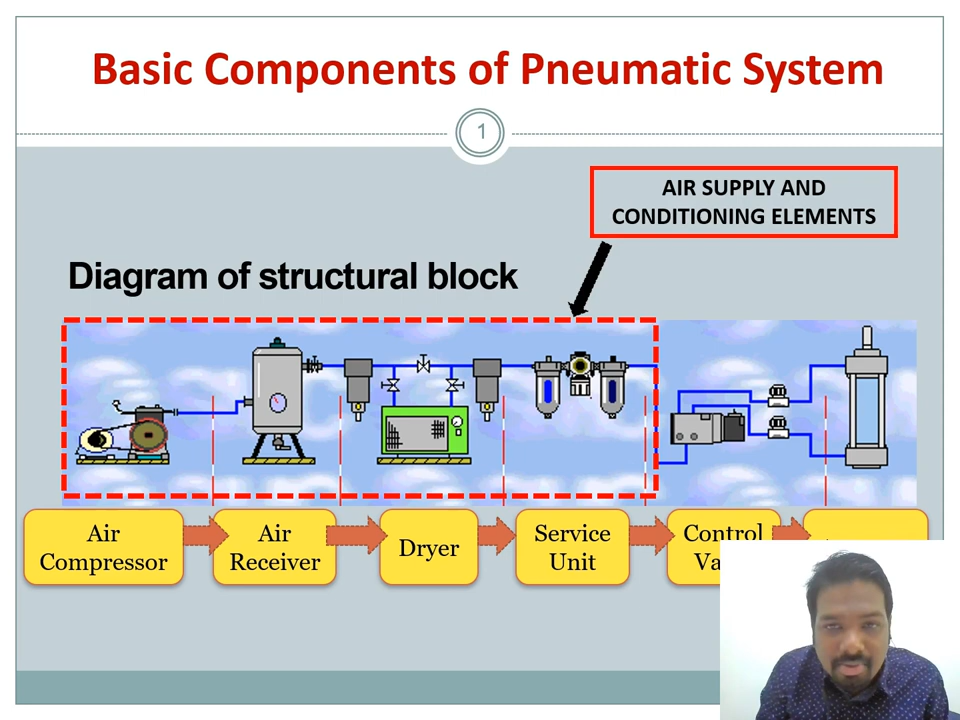 Basic Components of Pneumatic System
1
AIR SUPPLY AND
CONDITIONING ELEMENTS
Diagram of structural block
Air
Compressor
Air
Receiver
Dryer
Service
Unit
Control